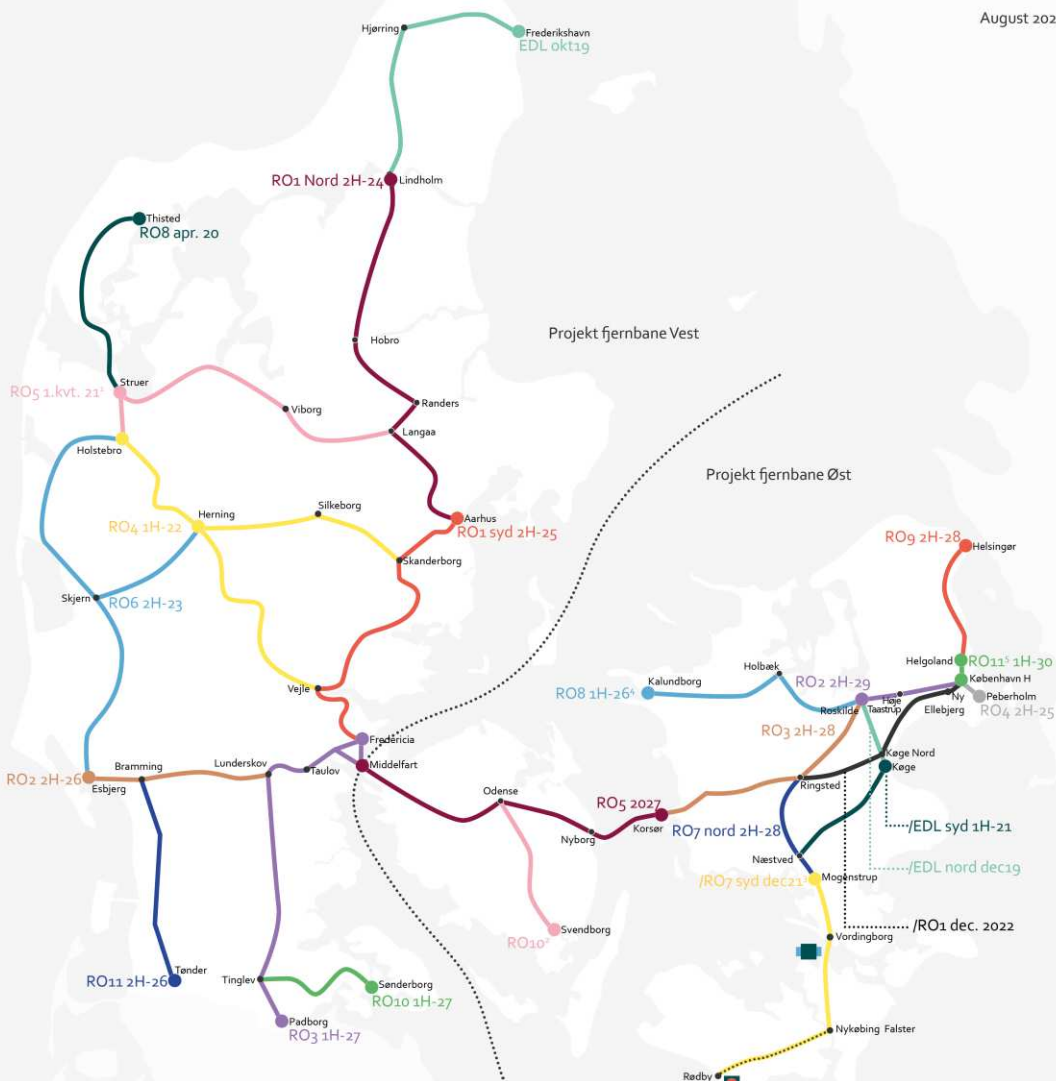 August 202
Hjørring
Frederikshavn
EDL okt19
RO1 Nord 2H-24
Lindholm
Thisted
RO8 apr. 20
Projekt fjernbane Vest
Hobro
Struer
RO5 1.kvt. 21
Viborg
Randers
Langaa
Holstebro
Projekt fjernbane Øst
Silkeborg
Herning
RO4 1H-22
Aarhus
RO1 syd 2H-25
RO9 2H-28
Helsingør
Skanderborg
Skjern
RO6 2H-23
Helgoland
RO11⁵ 1H-30
Holbæk
København H
Kalundborg
RO8 1H-26⁴
RO2 2H-29
Høje
Taastrup
Ny
Ellebjerg
Peberholm
RO4 2H-25
Vejle
Roskilde
RO3 2H-28
Fredericia
Køge Nord
Køge
Middelfart
Lunderskov
Taulov
Bramming
RO2 2H-26
Esbjerg
Ringsted
Odense
RO5 2027
Korsør
RO7 nord 2H-28
/EDL syd 1H-21
Nyborg
Næstved
/EDL nord dec19
/RO7 syd dec21
Mogenstrup
/RO1 dec. 2022
Svendborg
RO10²
Vordingborg
Tønder
RO11 2H-26
Tinglev
Sønderborg
RO10 1H-27
Padborg
RO3 1H-27
Nykøbing Falster
Rødby